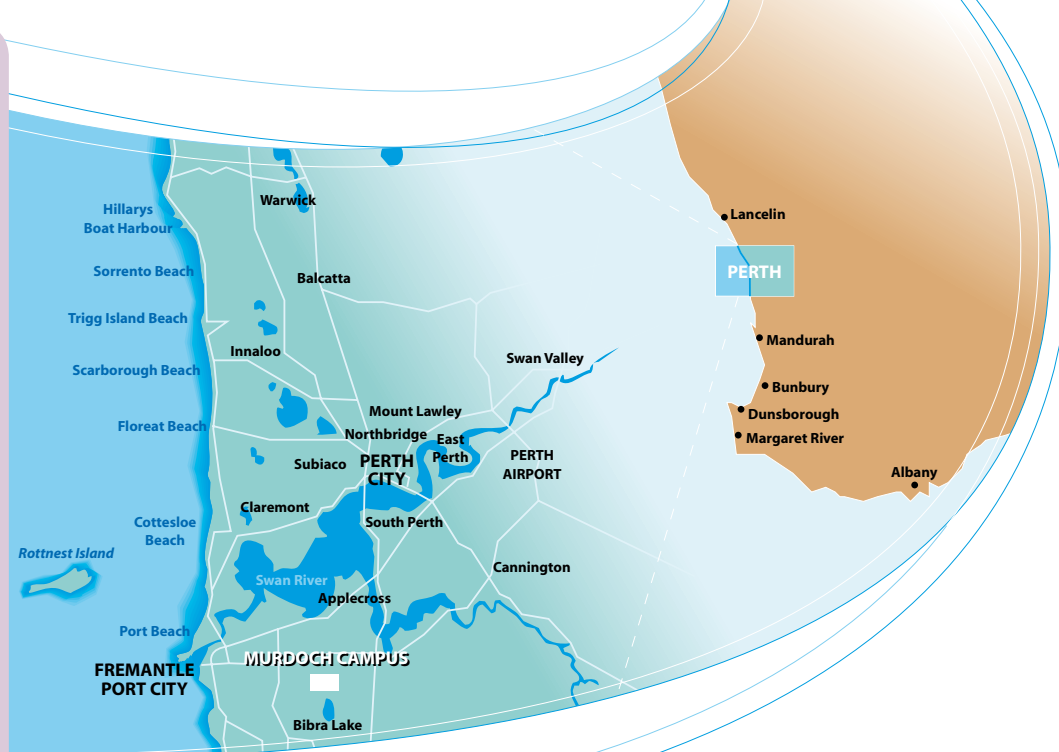 Warwick
Hillarys
Boat Harbour
Lancelin
Sorrento Beach
PERTH
Balcatta
Trigg Island Beach
Mandurah
Innaloo
Swan Valley
Scarborough Beach
Bunbury
Mount Lawley
Dunsborough
Floreat Beach
Northbridge
East
Perth
Margaret River
Subiaco
PERTH
CITY
PERTH
AIRPORT
Albany
Claremont
South Perth
Cottesloe
Beach
Rottnest Island
Cannington
Swan River
Applecross
Port Beach
MURDOCH CAMPUS
FREMANTLE
PORT CITY
Bibra Lake